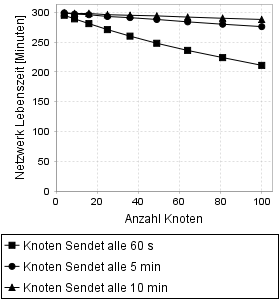 Netzwerk Lebenszeit [Minuten]
300
250
200
150
100
50
0
0
20
40
60
80
100
Anzahl Knoten
Knoten Sendet alle 60 s
Knoten Sendet alle 5 min
Knoten Sendet alle 10 min